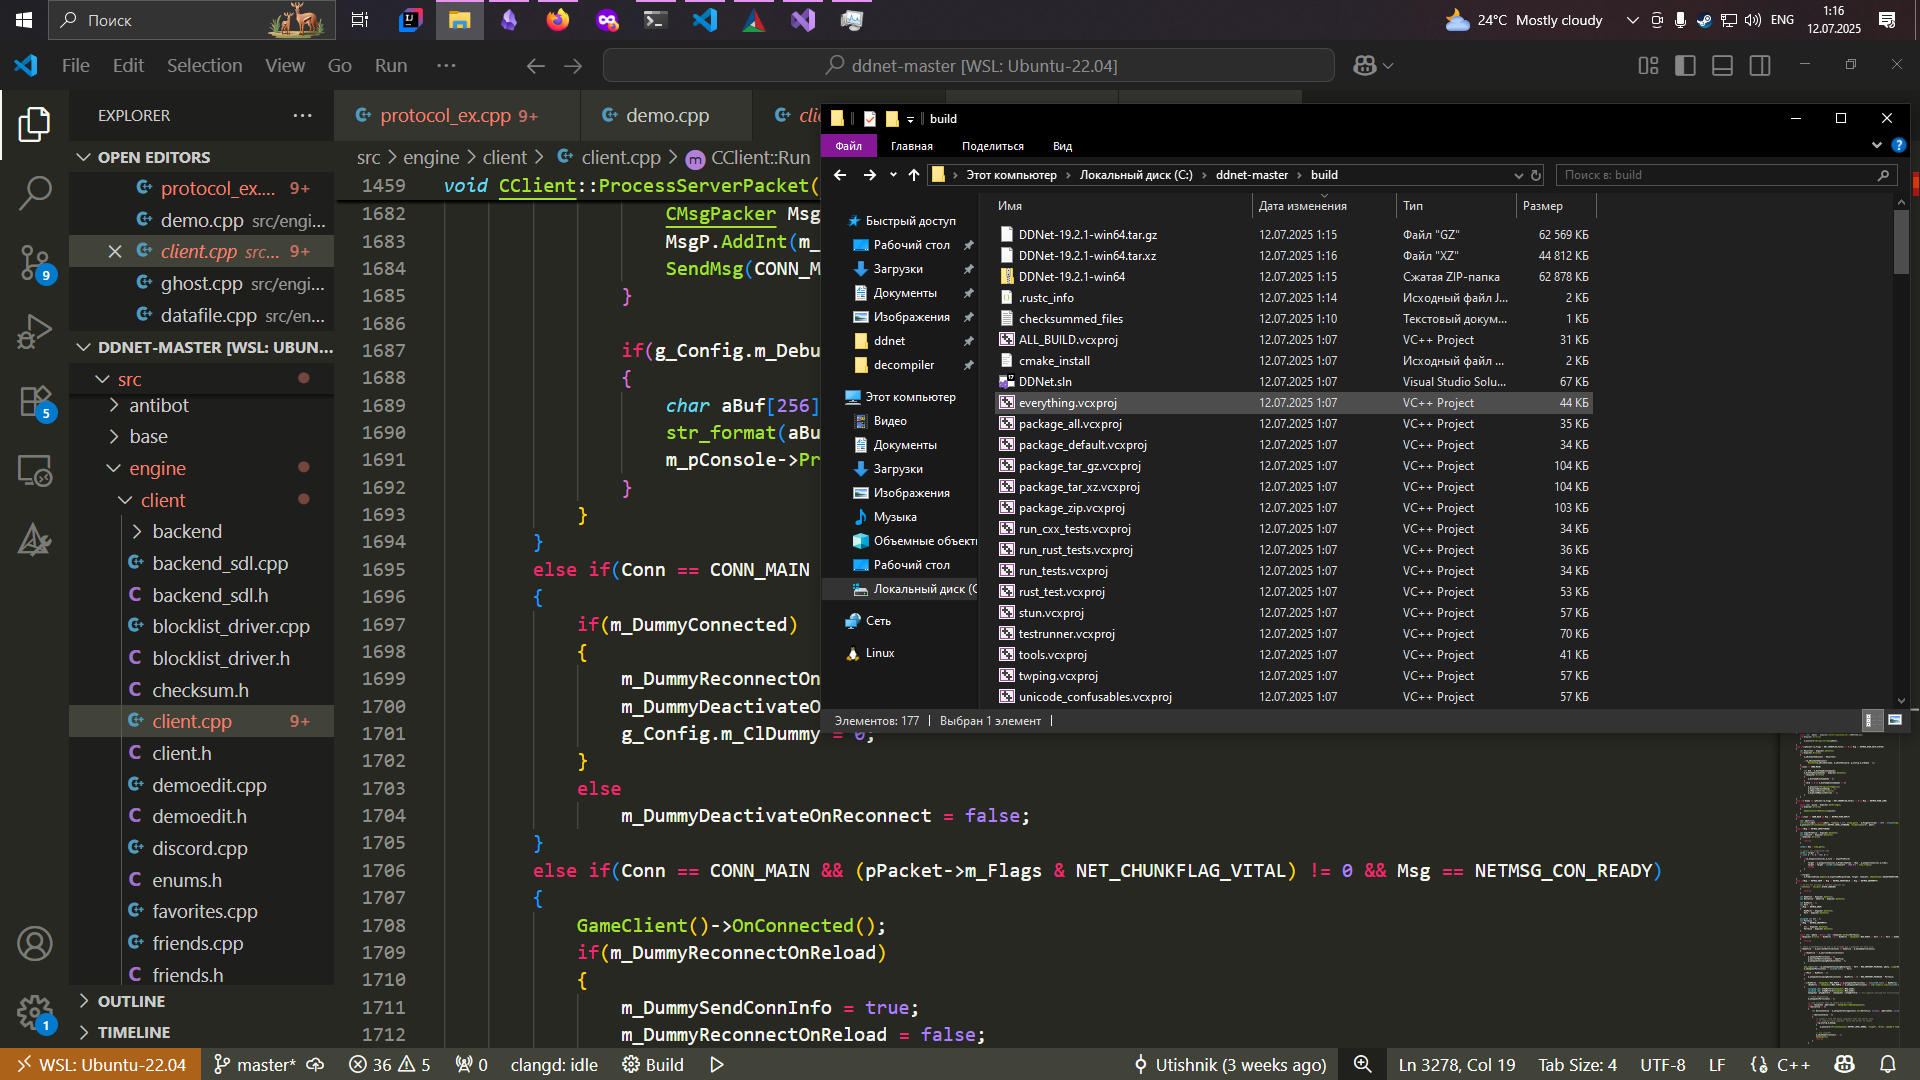 Поиск
24°C Mostly cloudy
ENG
1:16
12.07.2025
File Edit Selection View Go Run ···
ddnet-master [WSL: Ubuntu-22.04]
EXPLORER
OPEN EDITORS
protocol_ex.... 9+
demo.cpp src/engi...
client.cpp src... 9+
ghost.cpp src/engi...
datafile.cpp src/en...
DDNET-MASTER [WSL: UBUN...
src
antibot
base
engine
client
backend
backend_sdl.cpp
backend_sdl.h
blocklist_driver.cpp
blocklist_driver.h
checksum.h
client.cpp 9+
client.h
demoedit.cpp
demoedit.h
discord.cpp
enums.h
favorites.cpp
friends.cpp
friends.h
OUTLINE
TIMELINE
9
5
1
protocol_ex.cpp 9+
demo.cpp
src > engine > client > client.cpp > CClient::Run
1459 void CClient::ProcessServerPacket(
1682 CMsgPacker Msg
1683 MsgP.AddInt(m_
1684 SendMsg(CONN_M
1685 }
1686
1687 if(g_Config.m_Debu
1688 {
1689 char aBuf[256]
1690 str_format(aBu
1691 m_pConsole->Pr
1692 }
1693 }
1694 }
1695 else if(Conn == CONN_MAIN
1696 {
1697 if(m_DummyConnected)
1698 {
1699 m_DummyReconnectOn
1700 m_DummyDeactivateO
1701 g_Config.m_ClDummy = 0;
1702 }
1703 else
1704 m_DummyDeactivateOnReconnect = false;
1705 }
1706 else if(Conn == CONN_MAIN && (pPacket->m_Flags & NET_CHUNKFLAG_VITAL) != 0 && Msg == NETMSG_CON_READY)
1707 {
1708 GameClient()->OnConnected();
1709 if(m_DummyReconnectOnReload)
1710 {
1711 m_DummySendConnInfo = true;
1712 m_DummyReconnectOnReload = false;
build
Файл Главная Поделиться Вид
Этот компьютер > Локальный диск (C:) > ddnet-master > build
Поиск в: build
Быстрый доступ
Рабочий стол
Загрузки
Документы
Изображения
ddnet
decompiler
Этот компьютер
Видео
Документы
Загрузки
Изображения
Музыка
Объемные объект
Рабочий стол
Локальный диск (C
Сеть
Linux
Имя Дата изменения Тип Размер
DDNet-19.2.1-win64.tar.gz 12.07.2025 1:15 Файл "GZ" 62 569 КБ
DDNet-19.2.1-win64.tar.xz 12.07.2025 1:16 Файл "XZ" 44 812 КБ
DDNet-19.2.1-win64 12.07.2025 1:15 Сжатая ZIP-папка 62 878 КБ
.rustc_info 12.07.2025 1:14 Исходный файл J... 2 КБ
checksummed_files 12.07.2025 1:10 Текстовый докум... 1 КБ
ALL_BUILD.vcxproj 12.07.2025 1:07 VC++ Project 31 КБ
cmake_install 12.07.2025 1:07 Исходный файл ... 2 КБ
DDNet.sln 12.07.2025 1:07 Visual Studio Solu... 67 КБ
everything.vcxproj 12.07.2025 1:07 VC++ Project 44 КБ
package_all.vcxproj 12.07.2025 1:07 VC++ Project 35 КБ
package_default.vcxproj 12.07.2025 1:07 VC++ Project 34 КБ
package_tar_gz.vcxproj 12.07.2025 1:07 VC++ Project 104 КБ
package_tar_xz.vcxproj 12.07.2025 1:07 VC++ Project 104 КБ
package_zip.vcxproj 12.07.2025 1:07 VC++ Project 103 КБ
run_cxx_tests.vcxproj 12.07.2025 1:07 VC++ Project 34 КБ
run_rust_tests.vcxproj 12.07.2025 1:07 VC++ Project 36 КБ
run_tests.vcxproj 12.07.2025 1:07 VC++ Project 34 КБ
rust_test.vcxproj 12.07.2025 1:07 VC++ Project 53 КБ
stun.vcxproj 12.07.2025 1:07 VC++ Project 57 КБ
testrunner.vcxproj 12.07.2025 1:07 VC++ Project 70 КБ
tools.vcxproj 12.07.2025 1:07 VC++ Project 41 КБ
twping.vcxproj 12.07.2025 1:07 VC++ Project 57 КБ
unicode_confusables.vcxproj 12.07.2025 1:07 VC++ Project 57 КБ
Элементов: 177 Выбран 1 элемент
WSL: Ubuntu-22.04 master* 36 5 0 clangd: idle Build Utishnik (3 weeks ago) Ln 3278, Col 19 Tab Size: 4 UTF-8 LF {} C++